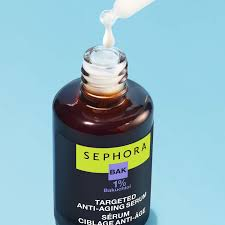 SEPHORA
BAK
1%
Bakuchiol
TARGETED
ANTI-AGING SERUM
SÉRUM
CIBLAGE ANTI-ÂGE